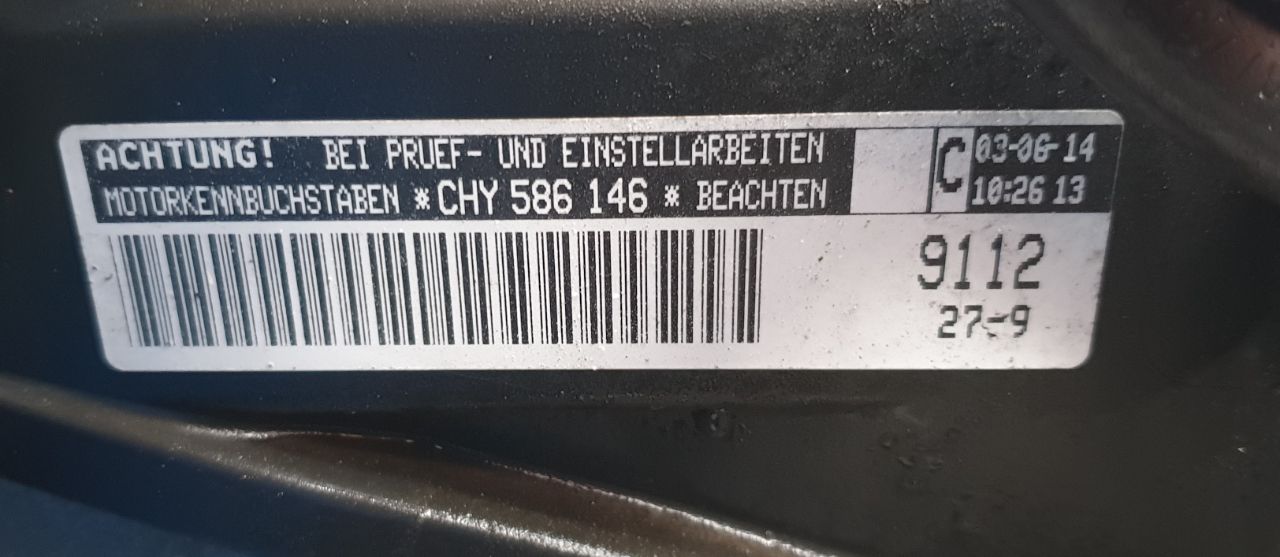 ACHTUNG! BEI PRUEF- UND EINSTELLARBEITEN
MOTORKENNBUCHSTABEN *CHY 586 146 * BEACHTEN
C
03-06-14
10:26 13
9112
27-9